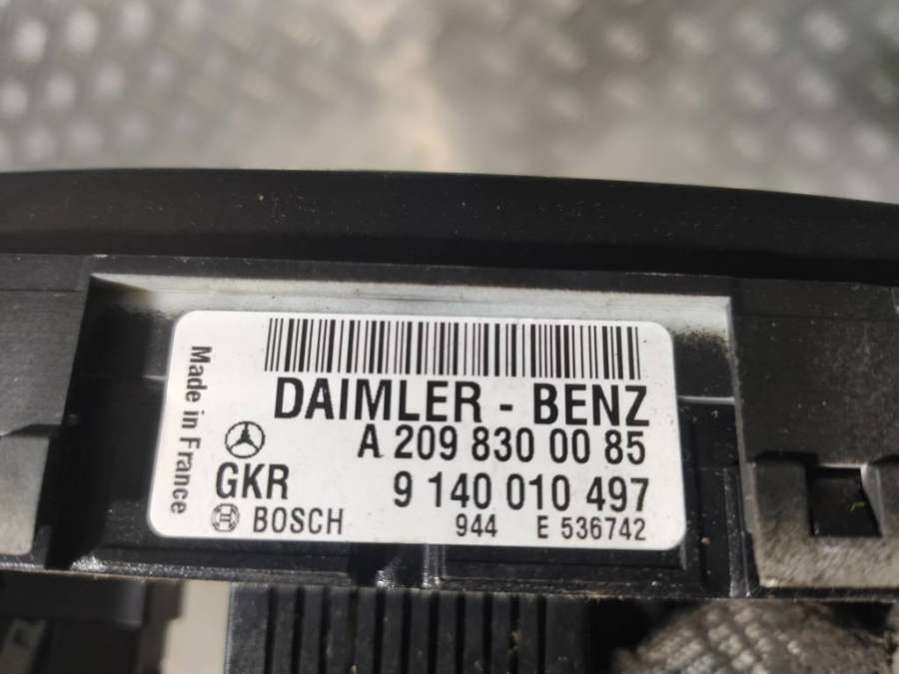 Made in France
DAIMLER - BENZ
A 209 830 00 85
GKR 9 140 010 497
BOSCH 944 E 536742